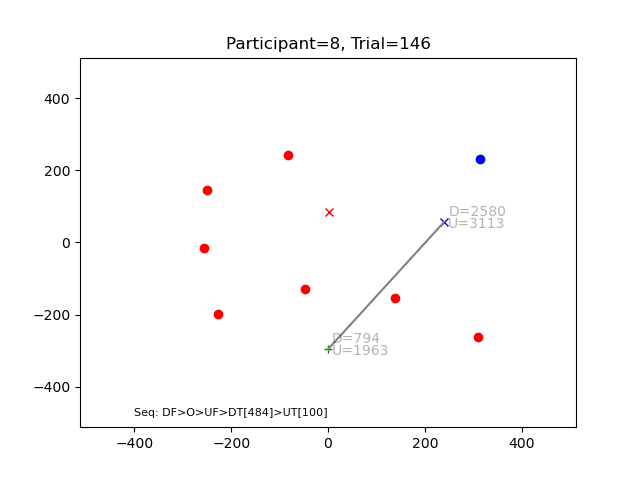 Participant=8, Trial=146
400
200
0
−200
−400
D=2580
U=3113
D=794
U=1963
Seq: DF>O>UF>DT[484]>UT[100]
−400 −200 0 200 400